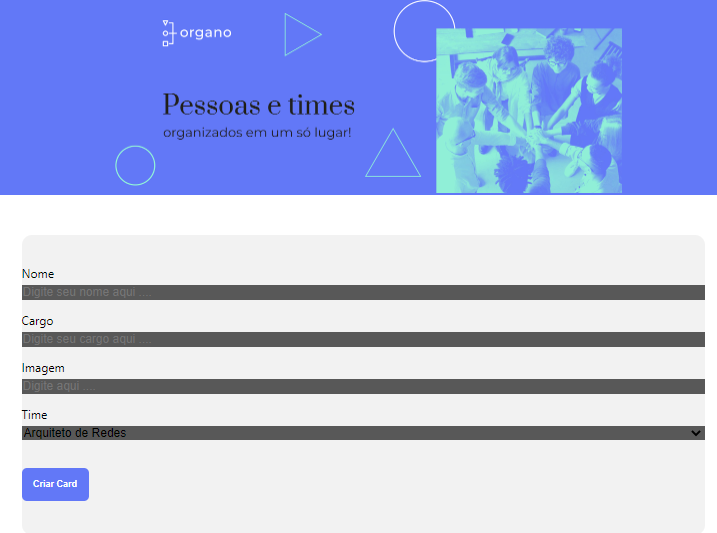 organo
Pessoas e times
organizados em um só lugar!
Nome
Digite seu nome aqui ....
Cargo
Digite seu cargo aqui ....
Imagem
Digite aqui ....
Time
Arquiteto de Redes
Criar Card